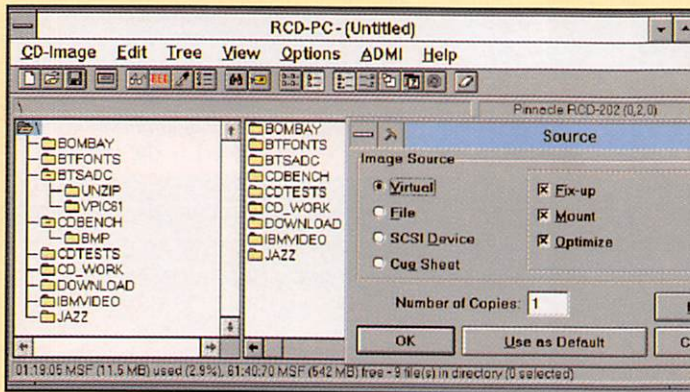 RCD-PC - (Untitled)
CD-Image Edit Tree View Options ADMI Help
\ Pinnacle RCD-202 (0,2,0)
\
BOMBAY
BTFONTS
BTSADC
UNZIP
VPIC61
CDBENCH
BMP
CDTESTS
CD_WORK
DOWNLOAD
IBMVIDEO
JAZZ
BOMBAY
BTFONTS
BTSADC
CDBENCH
CDTESTS
CD_WORK
DOWNLOAD
IBMVIDEO
JAZZ
Source
Image Source
Virtual
File
SCSI Device
Cug Sheet
Fix-up
Mount
Optimize
Number of Copies: 1
OK Use as Default
01:19.05 MSF (11.5 MB) used (2.9%), 61:40:70 MSF (542 MB) free - 9 file(s) in directory (0 selected)